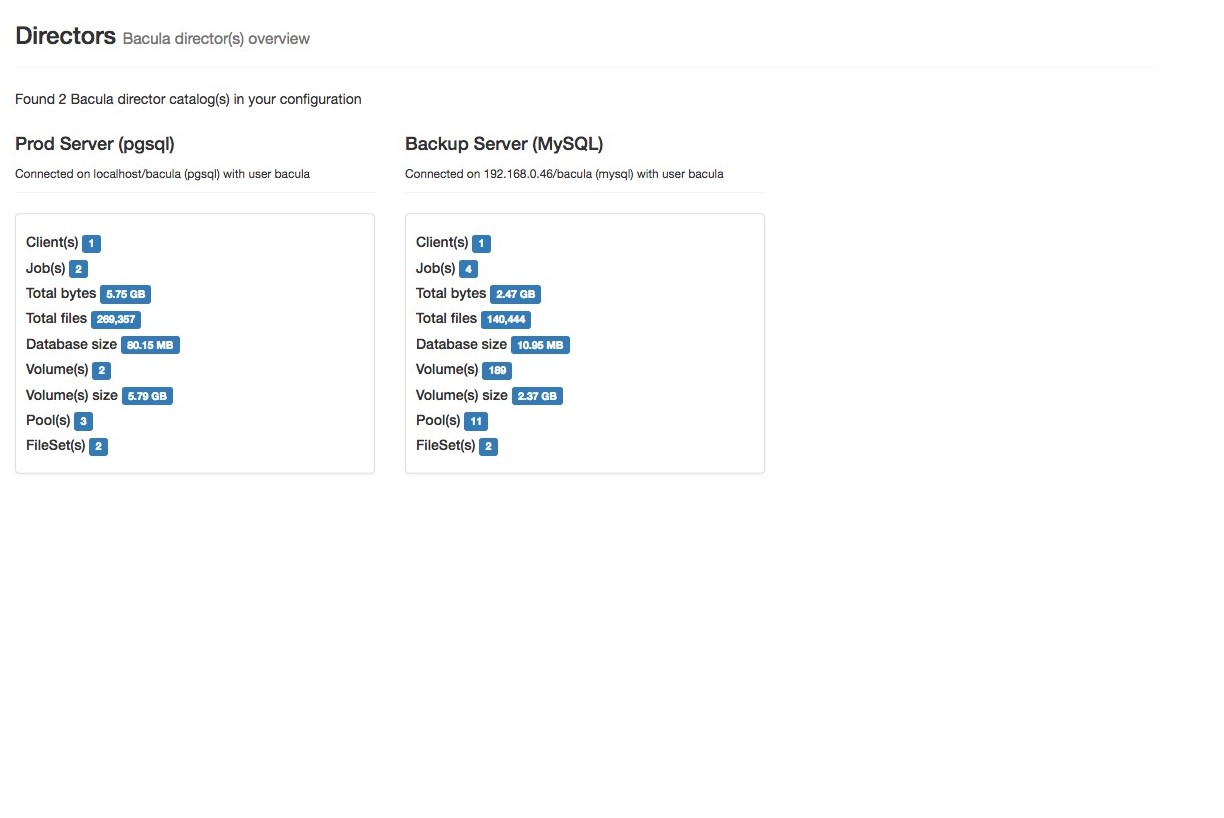 Directors Bacula director(s) overview
Found 2 Bacula director catalog(s) in your configuration
Prod Server (pgsql)
Connected on localhost/bacula (pgsql) with user bacula
Client(s) 1
Job(s) 2
Total bytes 5.75 GB
Total files 269,357
Database size 80.15 MB
Volume(s) 2
Volume(s) size 5.79 GB
Pool(s) 3
FileSet(s) 2
Backup Server (MySQL)
Connected on 192.168.0.46/bacula (mysql) with user bacula
Client(s) 1
Job(s) 4
Total bytes 2.47 GB
Total files 140,444
Database size 10.95 MB
Volume(s) 189
Volume(s) size 2.37 GB
Pool(s) 11
FileSet(s) 2